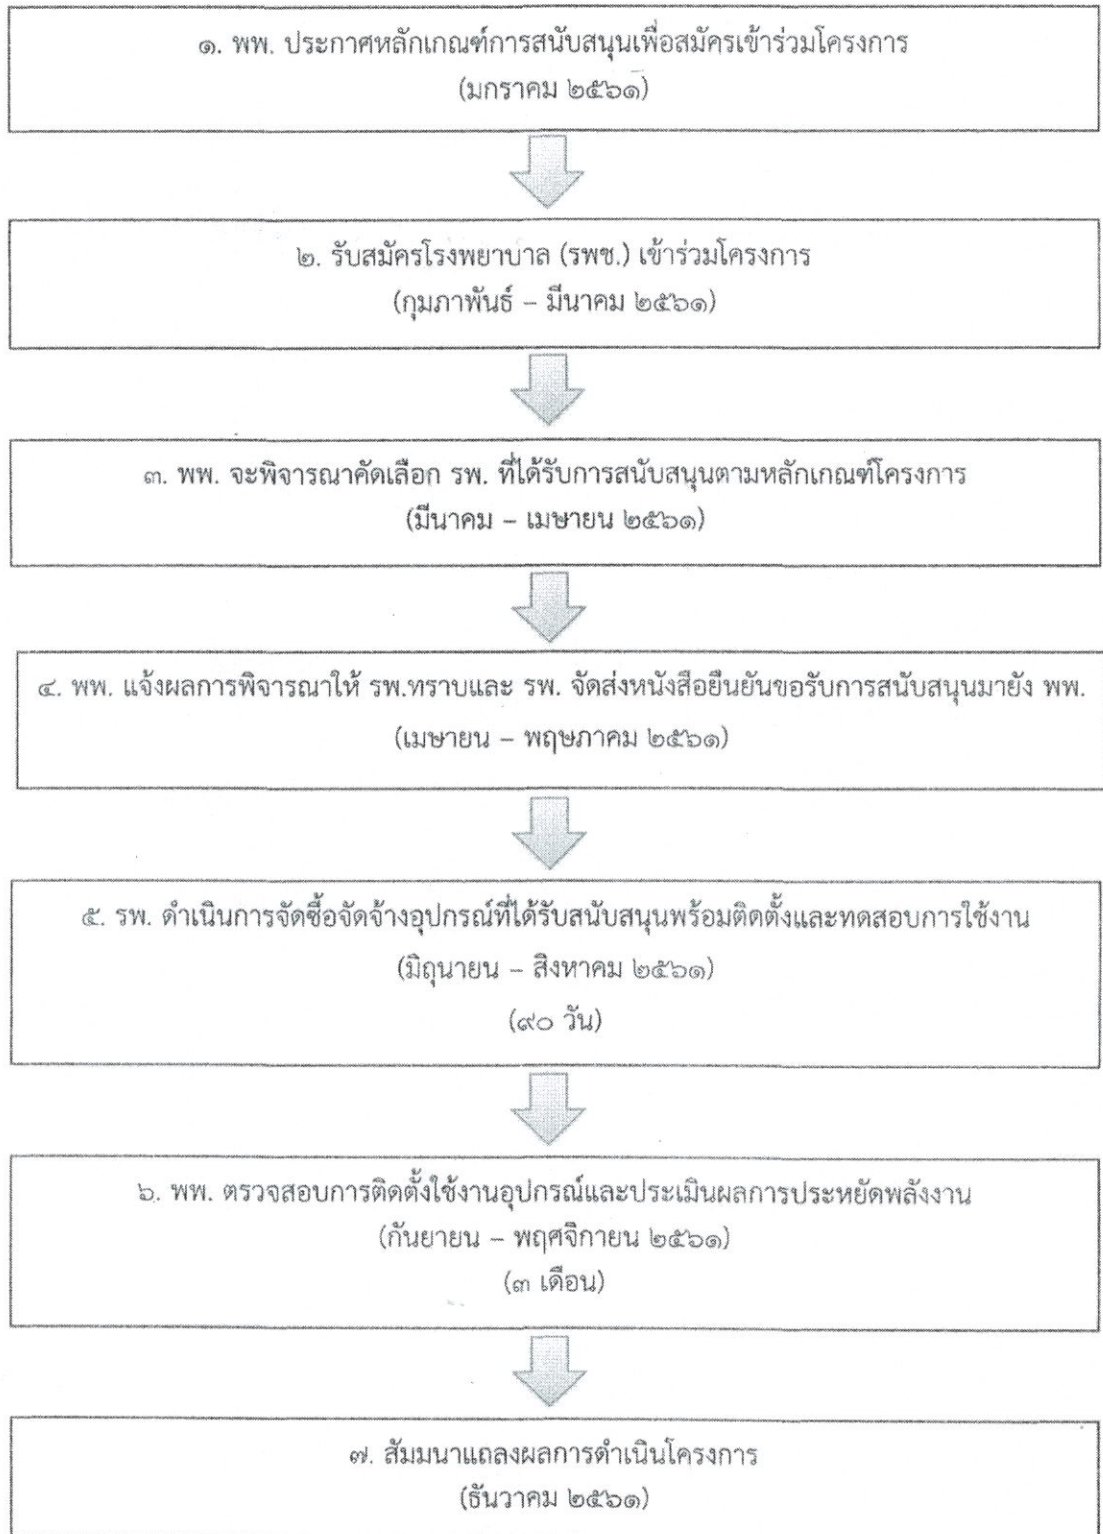 ๑. พพ. ประกาศหลักเกณฑ์การสนับสนุนเพื่อสมัครเข้าร่วมโครงการ
(มกราคม ๒๕๖๑)
๒. รับสมัครโรงพยาบาล (รพช.) เข้าร่วมโครงการ
(กุมภาพันธ์ – มีนาคม ๒๕๖๑)
๓. พพ. จะพิจารณาคัดเลือก รพ. ที่ได้รับการสนับสนุนตามหลักเกณฑ์โครงการ
(มีนาคม – เมษายน ๒๕๖๑)
๔. พพ. แจ้งผลการพิจารณาให้ รพ.ทราบและ รพ. จัดส่งหนังสือยืนยันขอรับการสนับสนุนมายัง พพ.
(เมษายน – พฤษภาคม ๒๕๖๑)
๕. รพ. ดำเนินการจัดซื้อจัดจ้างอุปกรณ์ที่ได้รับสนับสนุนพร้อมติดตั้งและทดสอบการใช้งาน
(มิถุนายน – สิงหาคม ๒๕๖๑)
(๙๐ วัน)
๖. พพ. ตรวจสอบการติดตั้งใช้งานอุปกรณ์และประเมินผลการประหยัดพลังงาน
(กันยายน – พฤศจิกายน ๒๕๖๑)
(๓ เดือน)
๗. สัมมนาแถลงผลการดำเนินโครงการ
(ธันวาคม ๒๕๖๑)